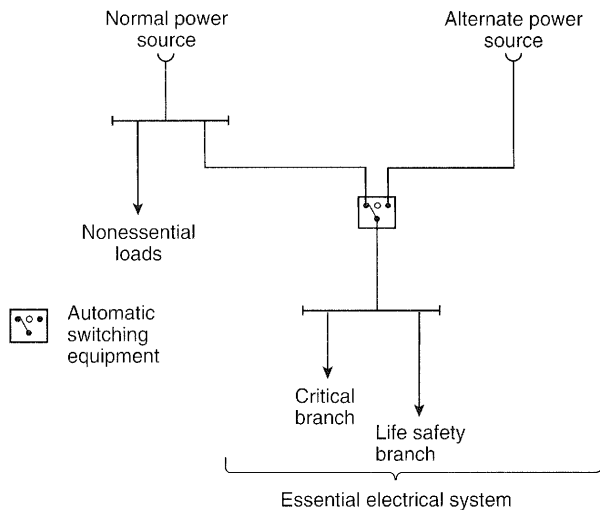 Normal power
source
Alternate power
source
Nonessential
loads
Automatic
switching
equipment
Critical
branch
Life safety
branch
Essential electrical system